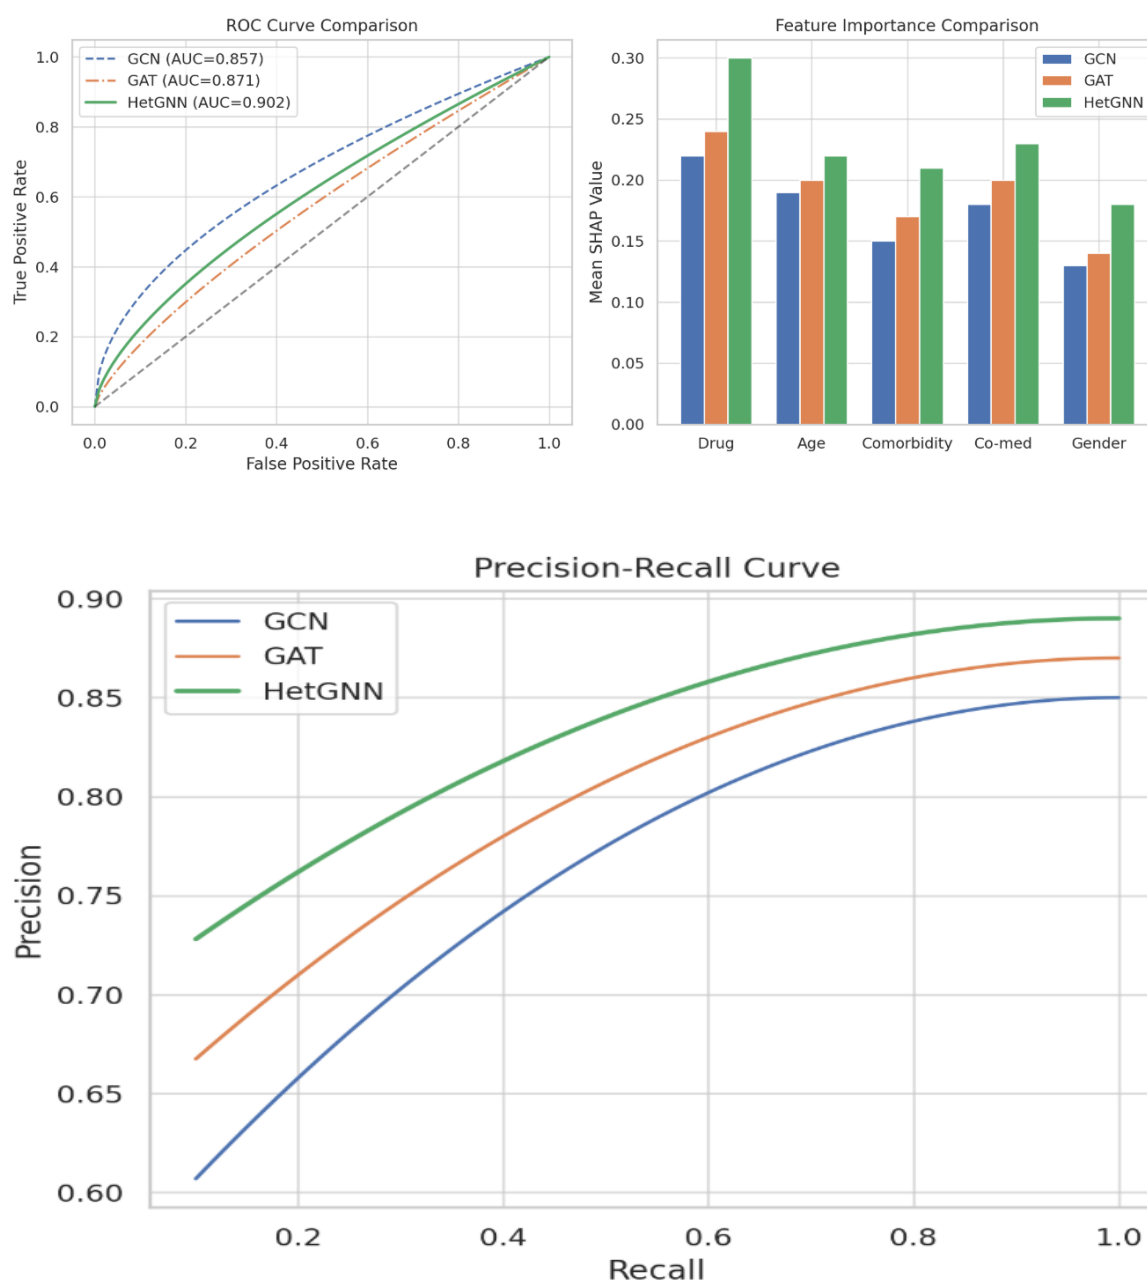 ROC Curve Comparison
GCN (AUC=0.857)
GAT (AUC=0.871)
HetGNN (AUC=0.902)
True Positive Rate
1.0
0.8
0.6
0.4
0.2
0.0
0.0 0.2 0.4 0.6 0.8 1.0
False Positive Rate
Feature Importance Comparison
GCN
GAT
HetGNN
Mean SHAP Value
0.30
0.25
0.20
0.15
0.10
0.05
0.00
Drug Age Comorbidity Co-med Gender
Precision-Recall Curve
GCN
GAT
HetGNN
Precision
0.90
0.85
0.80
0.75
0.70
0.65
0.60
0.2 0.4 0.6 0.8 1.0
Recall